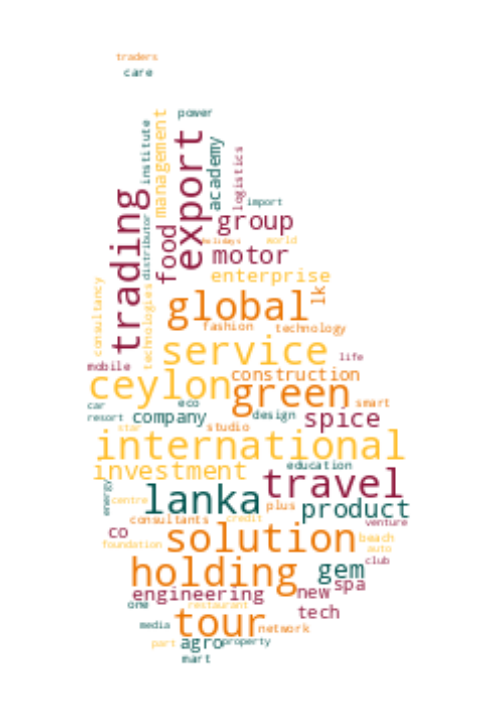 traders
care
power
institute
management
export
academy
logistics
import
trading
distributor
food
group
holidays
world
motor
consultancy
technologies
enterprise
lk
global
fashion
technology
service
life
mobile
ceylon
construction
green
car
eco
smart
resort
company
design
spice
star
studio
international
investment
education
travel
energy
centre
lanka
plus
product
consultants
credit
venture
co
solution
beach
foundation
auto
holding
gem
club
engineering
new
spa
one
restaurant
tech
media
tour
network
part
agro
property
mart